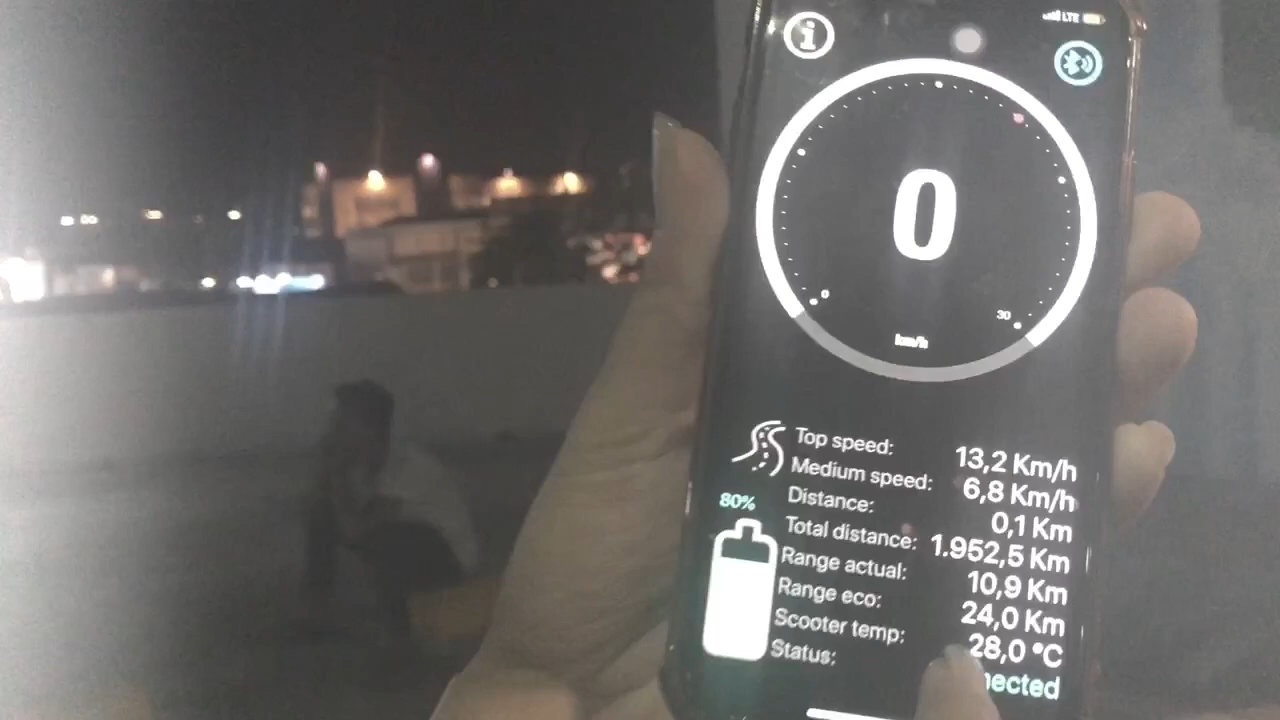 LTE
0
0
30
km/h
Top speed: 13,2 Km/h
Medium speed: 6,8 Km/h
Distance: 0,1 Km
80%
Total distance: 1.952,5 Km
Range actual: 10,9 Km
Range eco: 24,0 Km
Scooter temp: 28,0 °C
Status: nected